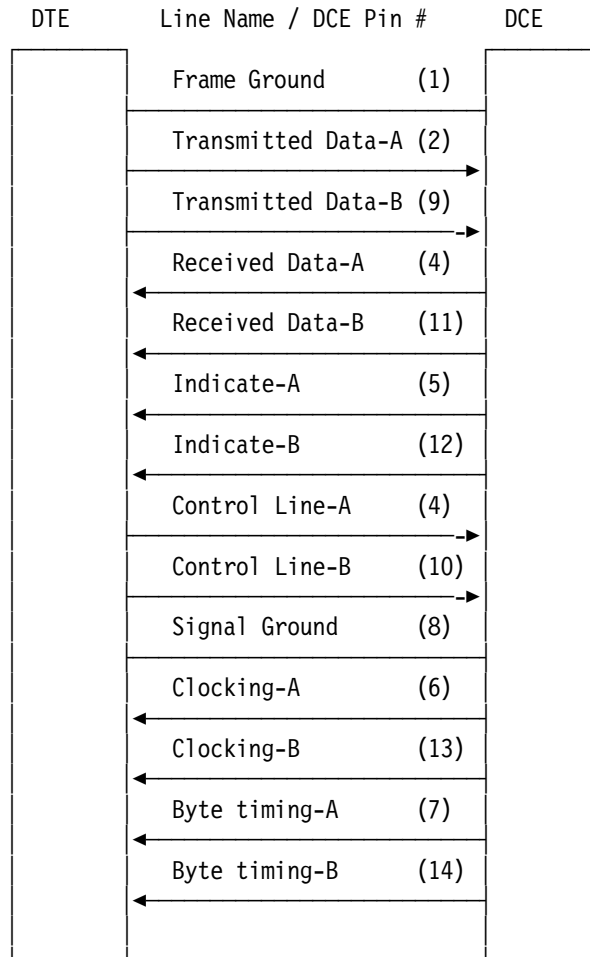 DTE Line Name / DCE Pin # DCE
Frame Ground (1)
Transmitted Data-A (2)
Transmitted Data-B (9)
Received Data-A (4)
Received Data-B (11)
Indicate-A (5)
Indicate-B (12)
Control Line-A (4)
Control Line-B (10)
Signal Ground (8)
Clocking-A (6)
Clocking-B (13)
Byte timing-A (7)
Byte timing-B (14)